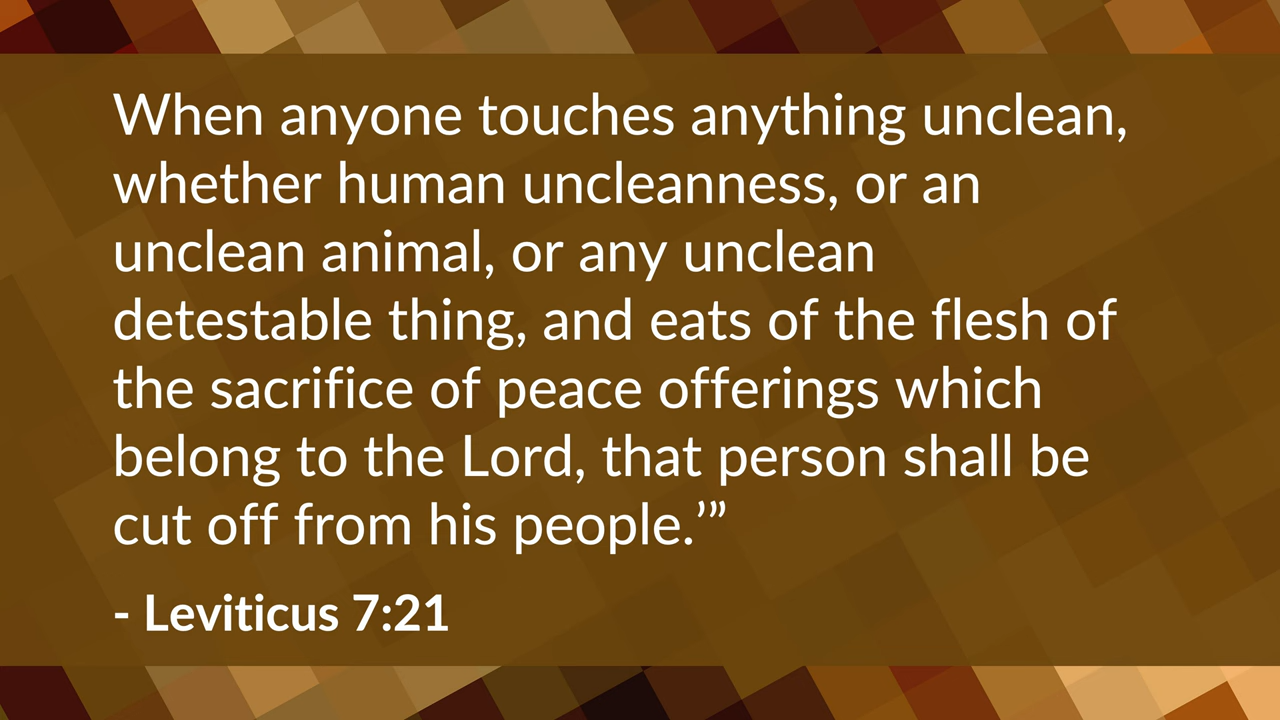 When anyone touches anything unclean,
whether human uncleanness, or an
unclean animal, or any unclean
detestable thing, and eats of the flesh of
the sacrifice of peace offerings which
belong to the Lord, that person shall be
cut off from his people.’”
- Leviticus 7:21